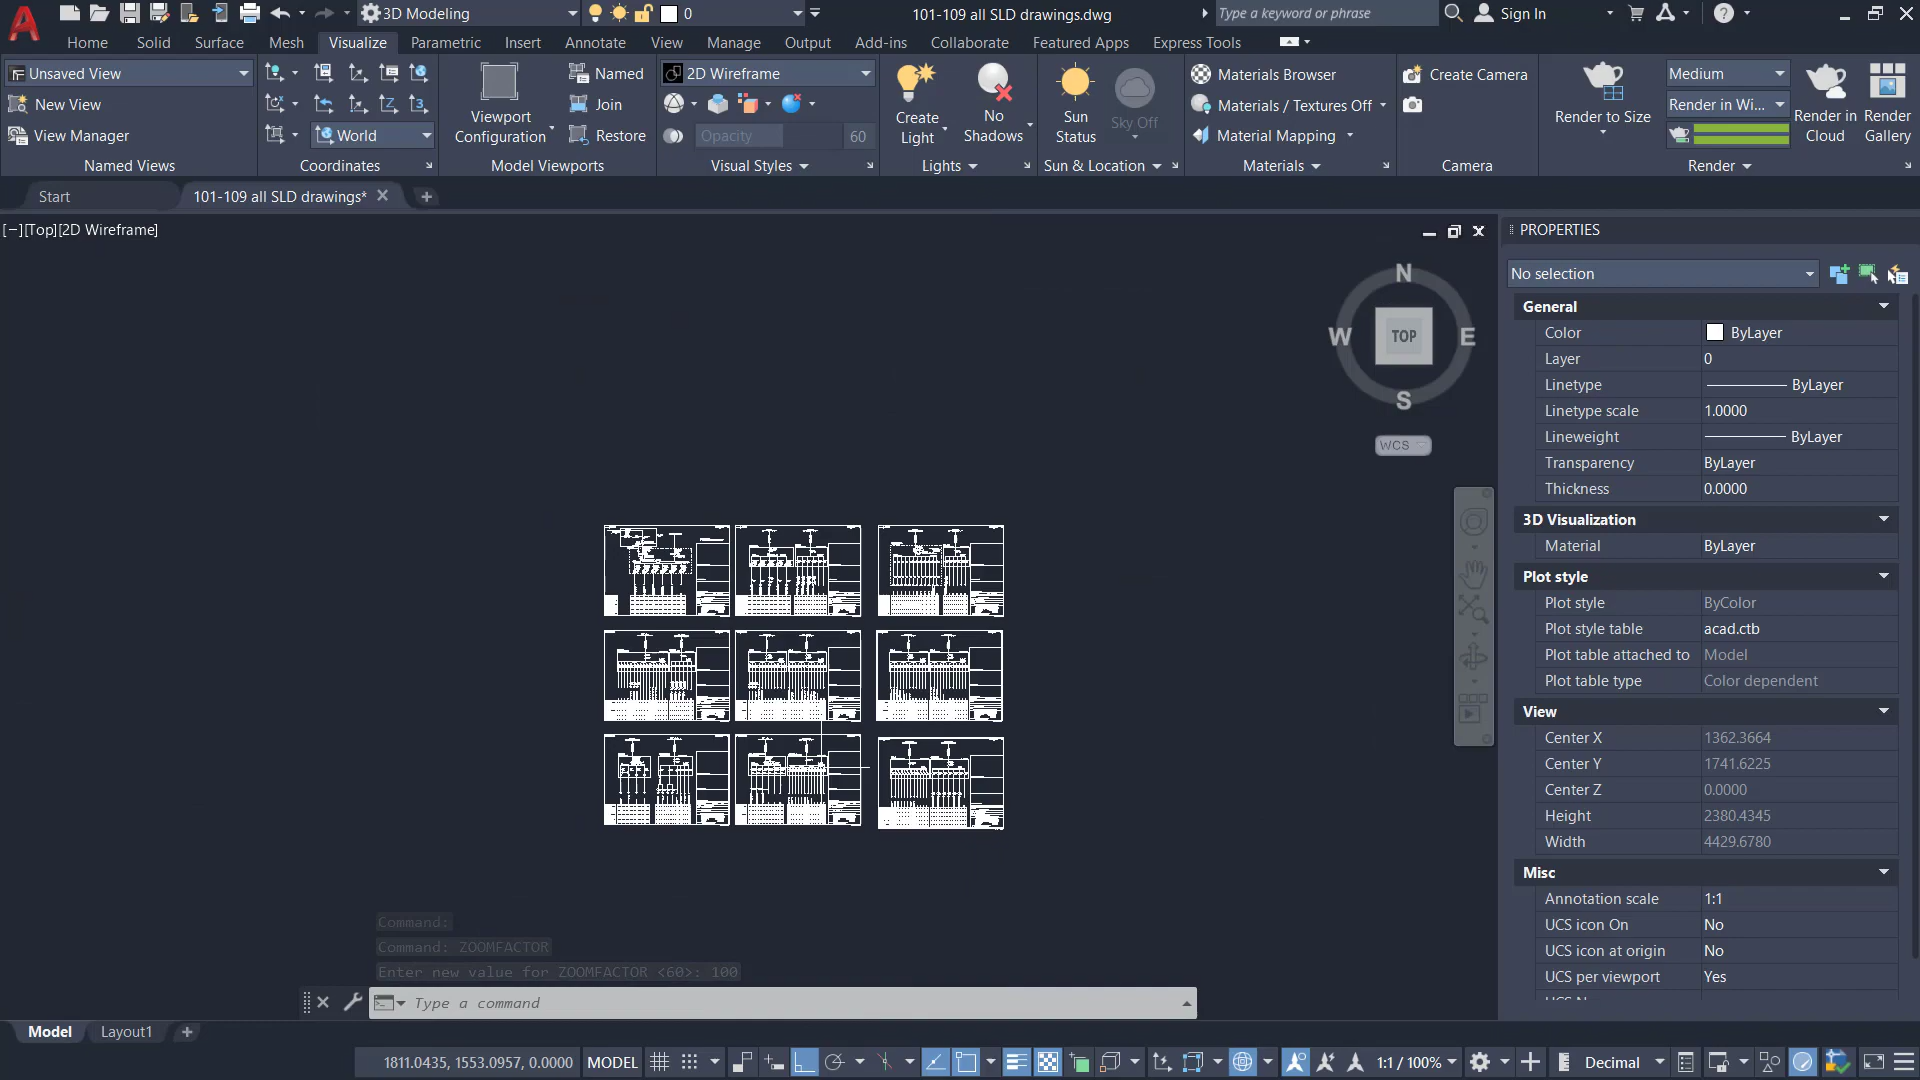 3D Modeling
0
101-109 all SLD drawings.dwg
Type a keyword or phrase
Sign In
Home Solid Surface Mesh Visualize Parametric Insert Annotate View Manage Output Add-ins Collaborate Featured Apps Express Tools
Unsaved View
New View
View Manager
Named Views
World
Coordinates
Viewport
Configuration
Named
Join
Restore
Model Viewports
2D Wireframe
Opacity 60
Visual Styles
Create
Light
No
Shadows
Lights
Sun
Status
Sky Off
Sun & Location
Materials Browser
Materials / Textures Off
Material Mapping
Materials
Create Camera
Camera
Render to Size
Medium
Render in Wi...
Render in
Cloud
Render
Gallery
Render
Start
101-109 all SLD drawings*
[−][Top][2D Wireframe]
N
W TOP E
S
WCS
PROPERTIES
No selection
General
Color ByLayer
Layer 0
Linetype ByLayer
Linetype scale 1.0000
Lineweight ByLayer
Transparency ByLayer
Thickness 0.0000
3D Visualization
Material ByLayer
Plot style
Plot style ByColor
Plot style table acad.ctb
Plot table attached to Model
Plot table type Color dependent
View
Center X 1362.3664
Center Y 1741.6225
Center Z 0.0000
Height 2380.4345
Width 4429.6780
Misc
Annotation scale 1:1
UCS icon On No
UCS icon at origin No
UCS per viewport Yes
Command:
Command: ZOOMFACTOR
Enter new value for ZOOMFACTOR <60>: 100
Type a command
Model Layout1
1811.0435, 1553.0957, 0.0000 MODEL 1:1 / 100% Decimal